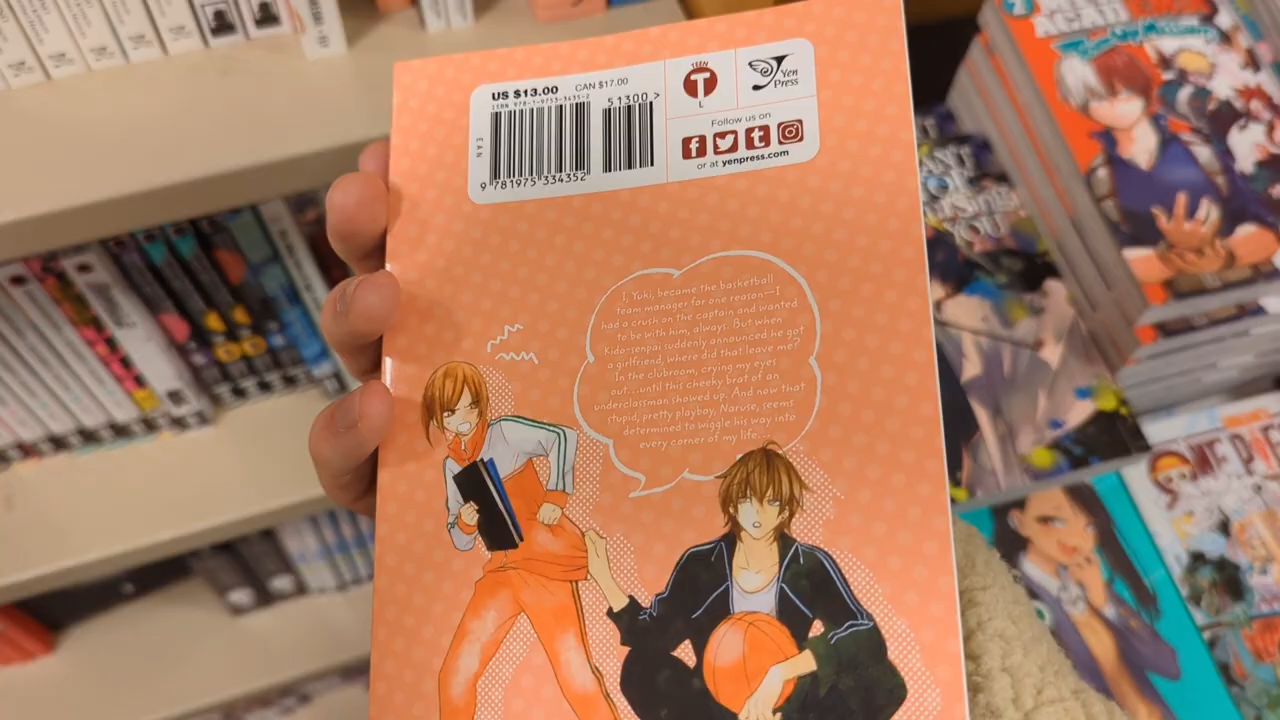 US $13.00 CAN $17.00
ISBN 978-1-9753-3435-2
51300 >
EAN
9 781975 334352
TEEN
T
L
Yen
Press
Follow us on
or at yenpress.com
I, Yuki, became the basketball
team manager for one reason—I
had a crush on the captain and wanted
to be with him, always. But when
Kido-senpai suddenly announced he got
a girlfriend, where did that leave me?
In the clubroom, crying my eyes
out...until this cheeky brat of an
underclassman showed up. And now that
stupid, pretty playboy, Naruse, seems
determined to wiggle his way into
every corner of my life...
2
ONE PIECE
YOU